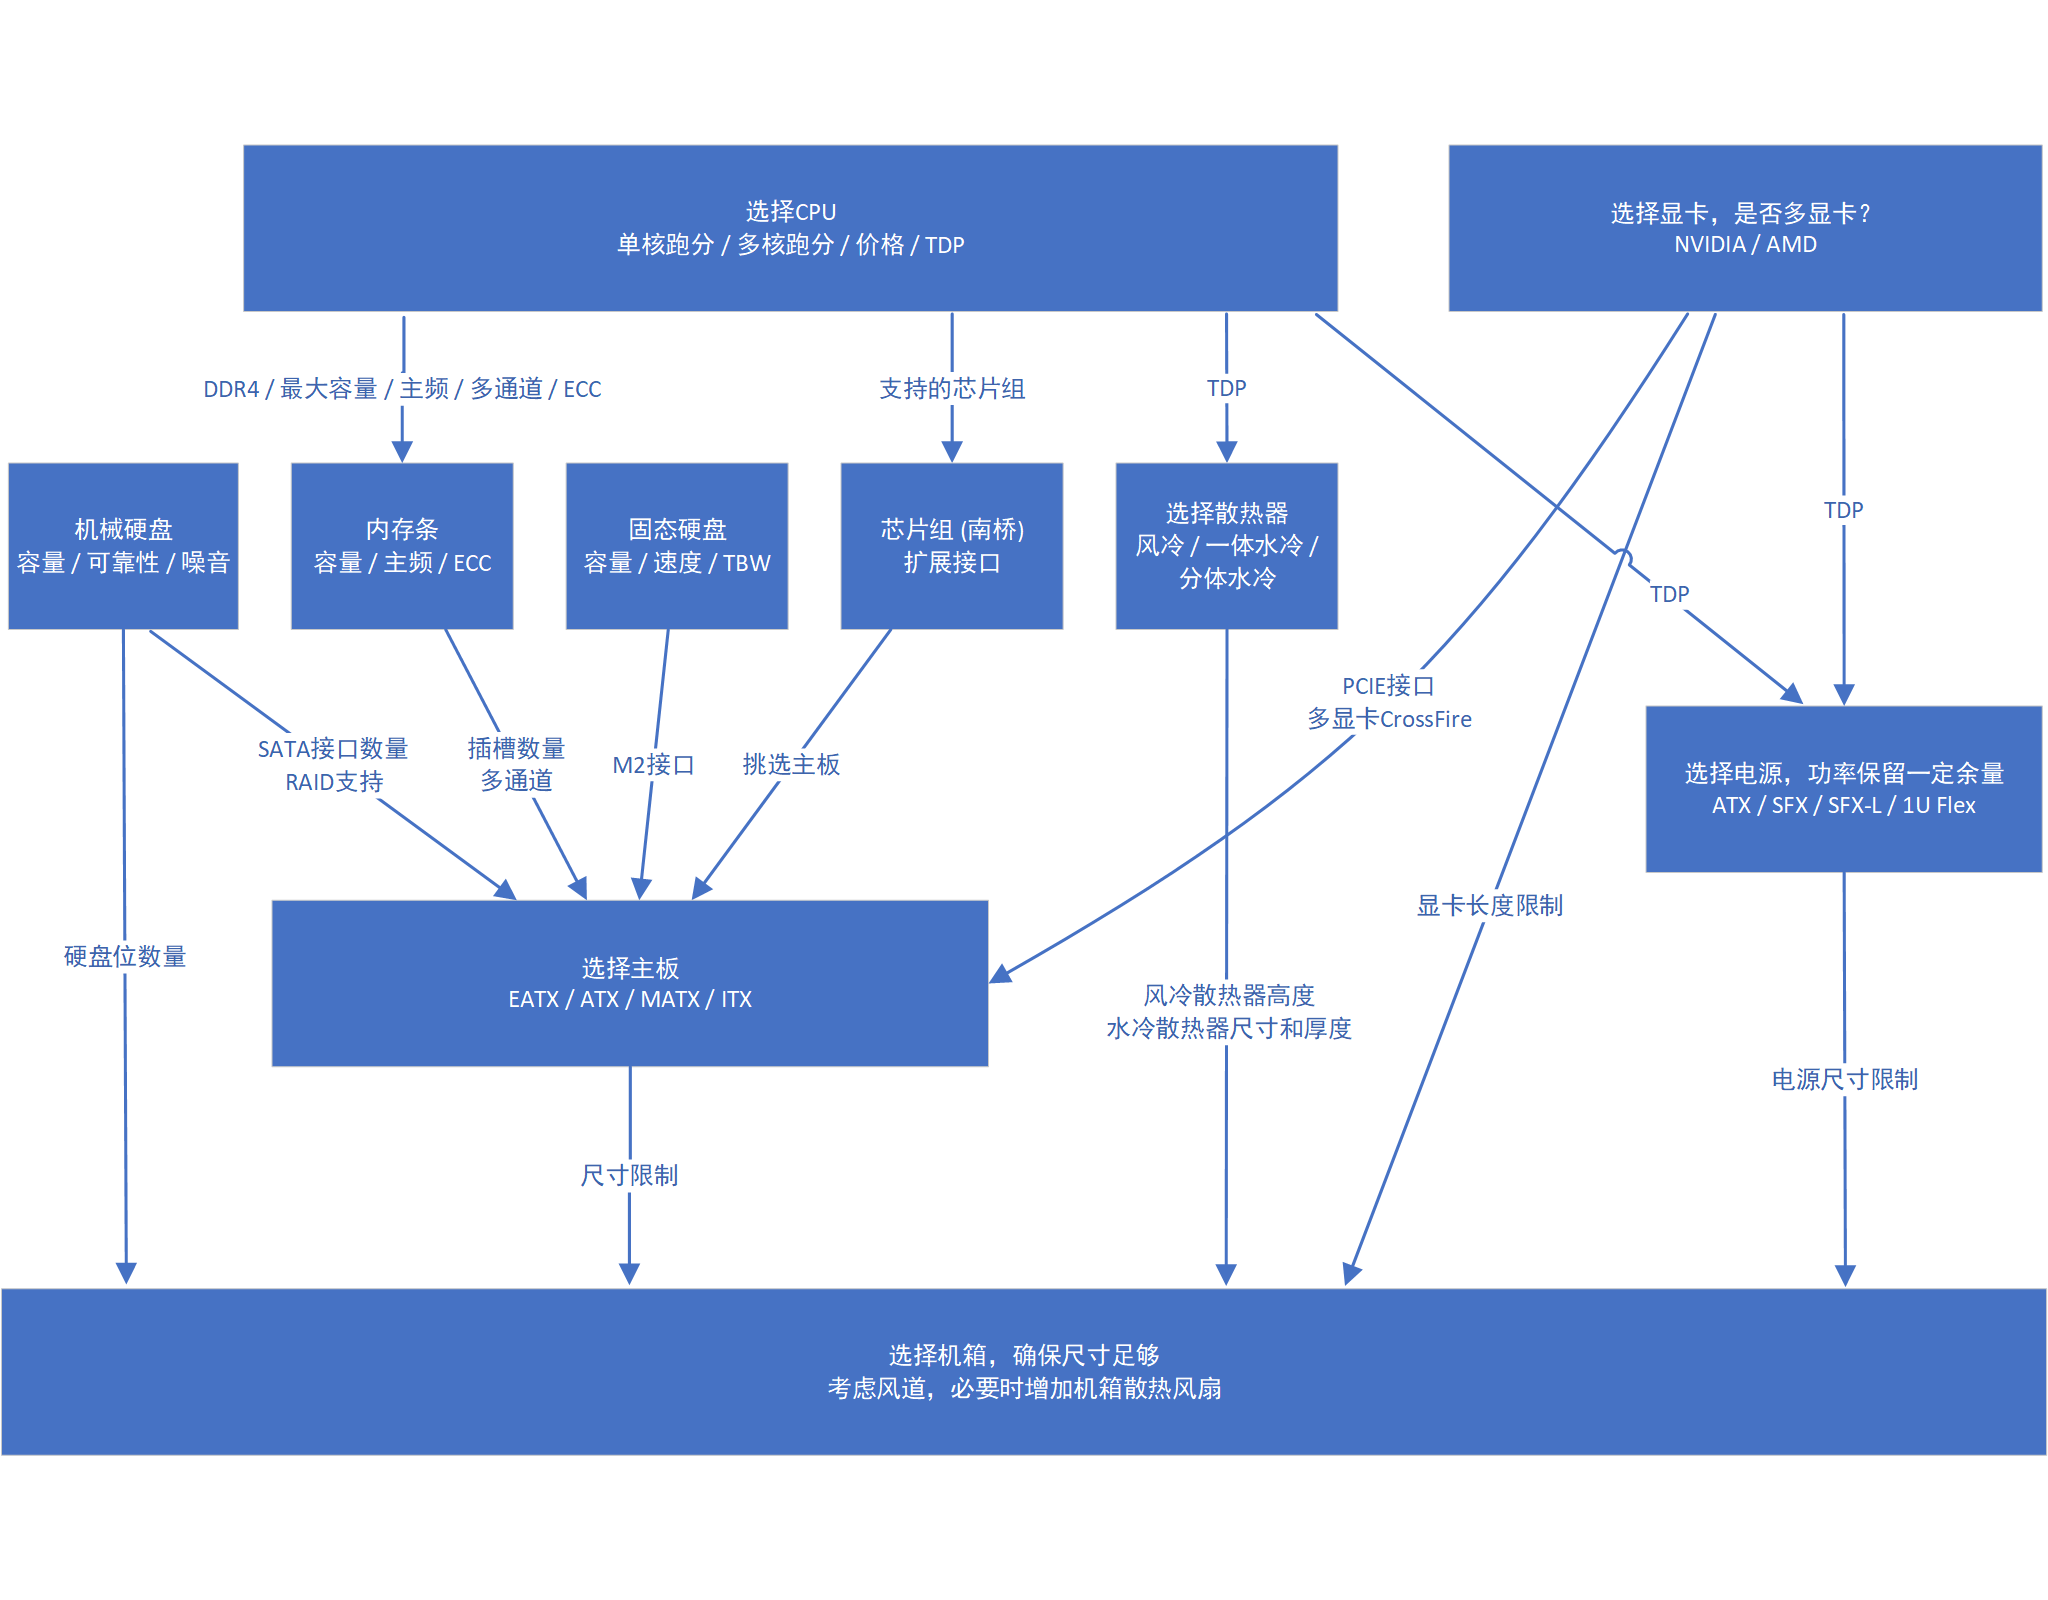 选择CPU
单核跑分 / 多核跑分 / 价格 / TDP
选择显卡，是否多显卡？
NVIDIA / AMD
DDR4 / 最大容量 / 主频 / 多通道 / ECC
支持的芯片组
TDP
TDP
TDP
机械硬盘
容量 / 可靠性 / 噪音
内存条
容量 / 主频 / ECC
固态硬盘
容量 / 速度 / TBW
芯片组 (南桥)
扩展接口
选择散热器
风冷 / 一体水冷 /
分体水冷
SATA接口数量
RAID支持
插槽数量
多通道
M2接口
挑选主板
PCIE接口
多显卡CrossFire
选择电源，功率保留一定余量
ATX / SFX / SFX-L / 1U Flex
显卡长度限制
硬盘位数量
选择主板
EATX / ATX / MATX / ITX
风冷散热器高度
水冷散热器尺寸和厚度
电源尺寸限制
尺寸限制
选择机箱，确保尺寸足够
考虑风道，必要时增加机箱散热风扇